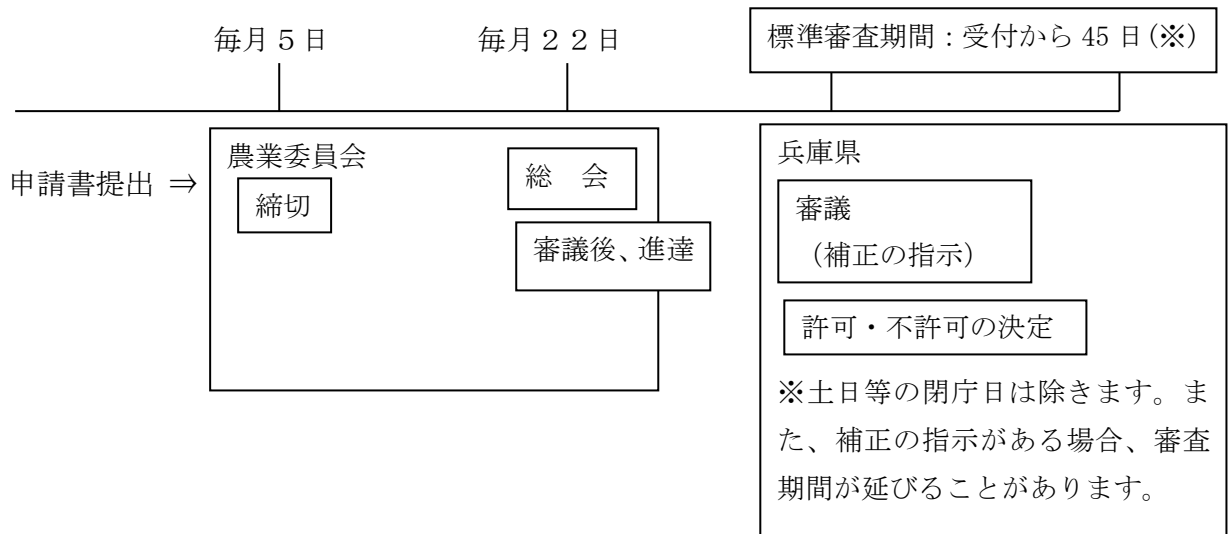 毎月５日
毎月２２日
標準審査期間：受付から 45 日(※)
申請書提出 ⇒
農業委員会
締切
総　会
審議後、進達
兵庫県
審議
（補正の指示）
許可・不許可の決定
※土日等の閉庁日は除きます。ま
た、補正の指示がある場合、審査
期間が延びることがあります。